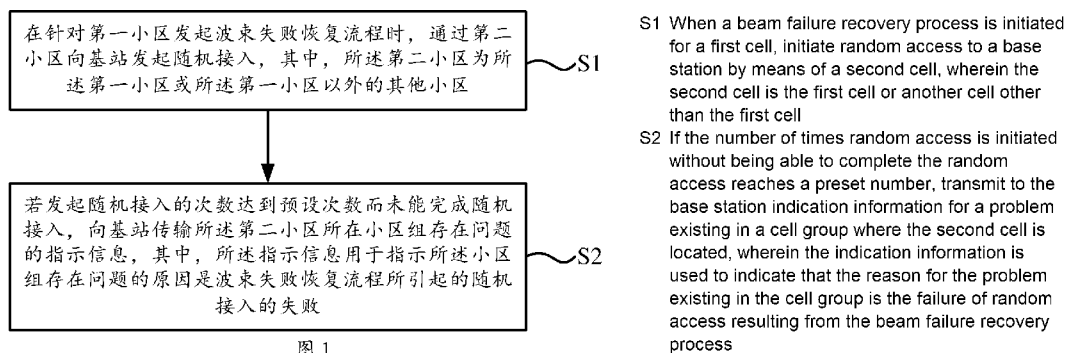 在针对第一小区发起波束失败恢复流程时，通过第二
小区向基站发起随机接入，其中，所述第二小区为所
述第一小区或所述第一小区以外的其他小区
S1
若发起随机接入的次数达到预设次数而未能完成随机
接入，向基站传输所述第二小区所在小区组存在问题
的指示信息，其中，所述指示信息用于指示所述小区
组存在问题的原因是波束失败恢复流程所引起的随机
接入的失败
S2
图 1
S1 When a beam failure recovery process is initiated
for a first cell, initiate random access to a base
station by means of a second cell, wherein the
second cell is the first cell or another cell other
than the first cell
S2 If the number of times random access is initiated
without being able to complete the random
access reaches a preset number, transmit to the
base station indication information for a problem
existing in a cell group where the second cell is
located, wherein the indication information is
used to indicate that the reason for the problem
existing in the cell group is the failure of random
access resulting from the beam failure recovery
process